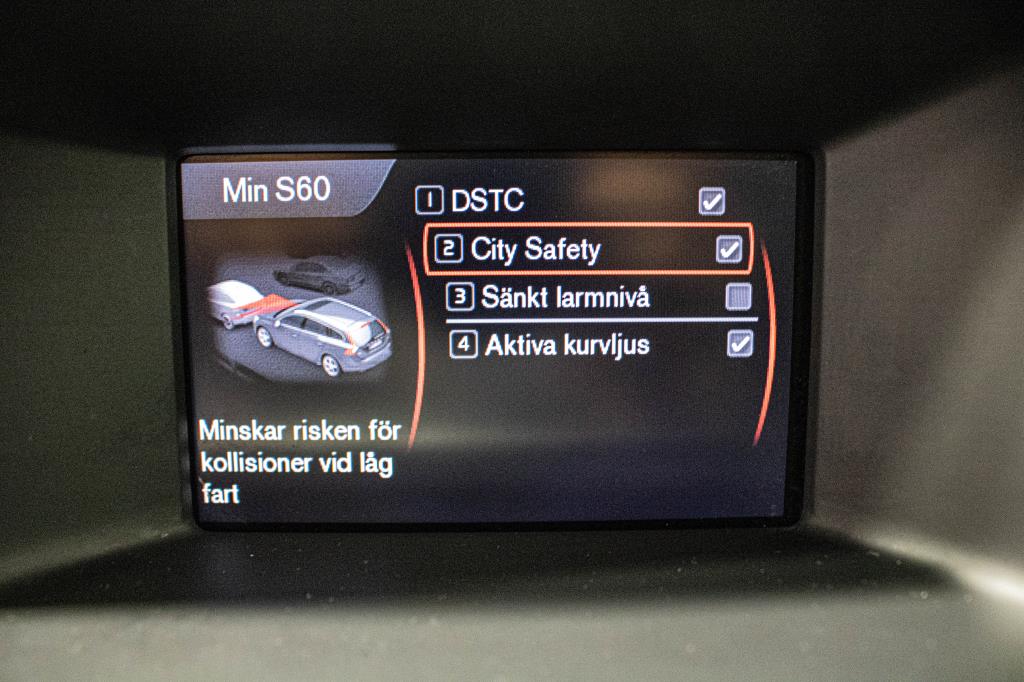 Min S60
1 DSTC
2 City Safety
3 Sänkt larmnivå
4 Aktiva kurvljus
Minskar risken för
kollisioner vid låg
fart